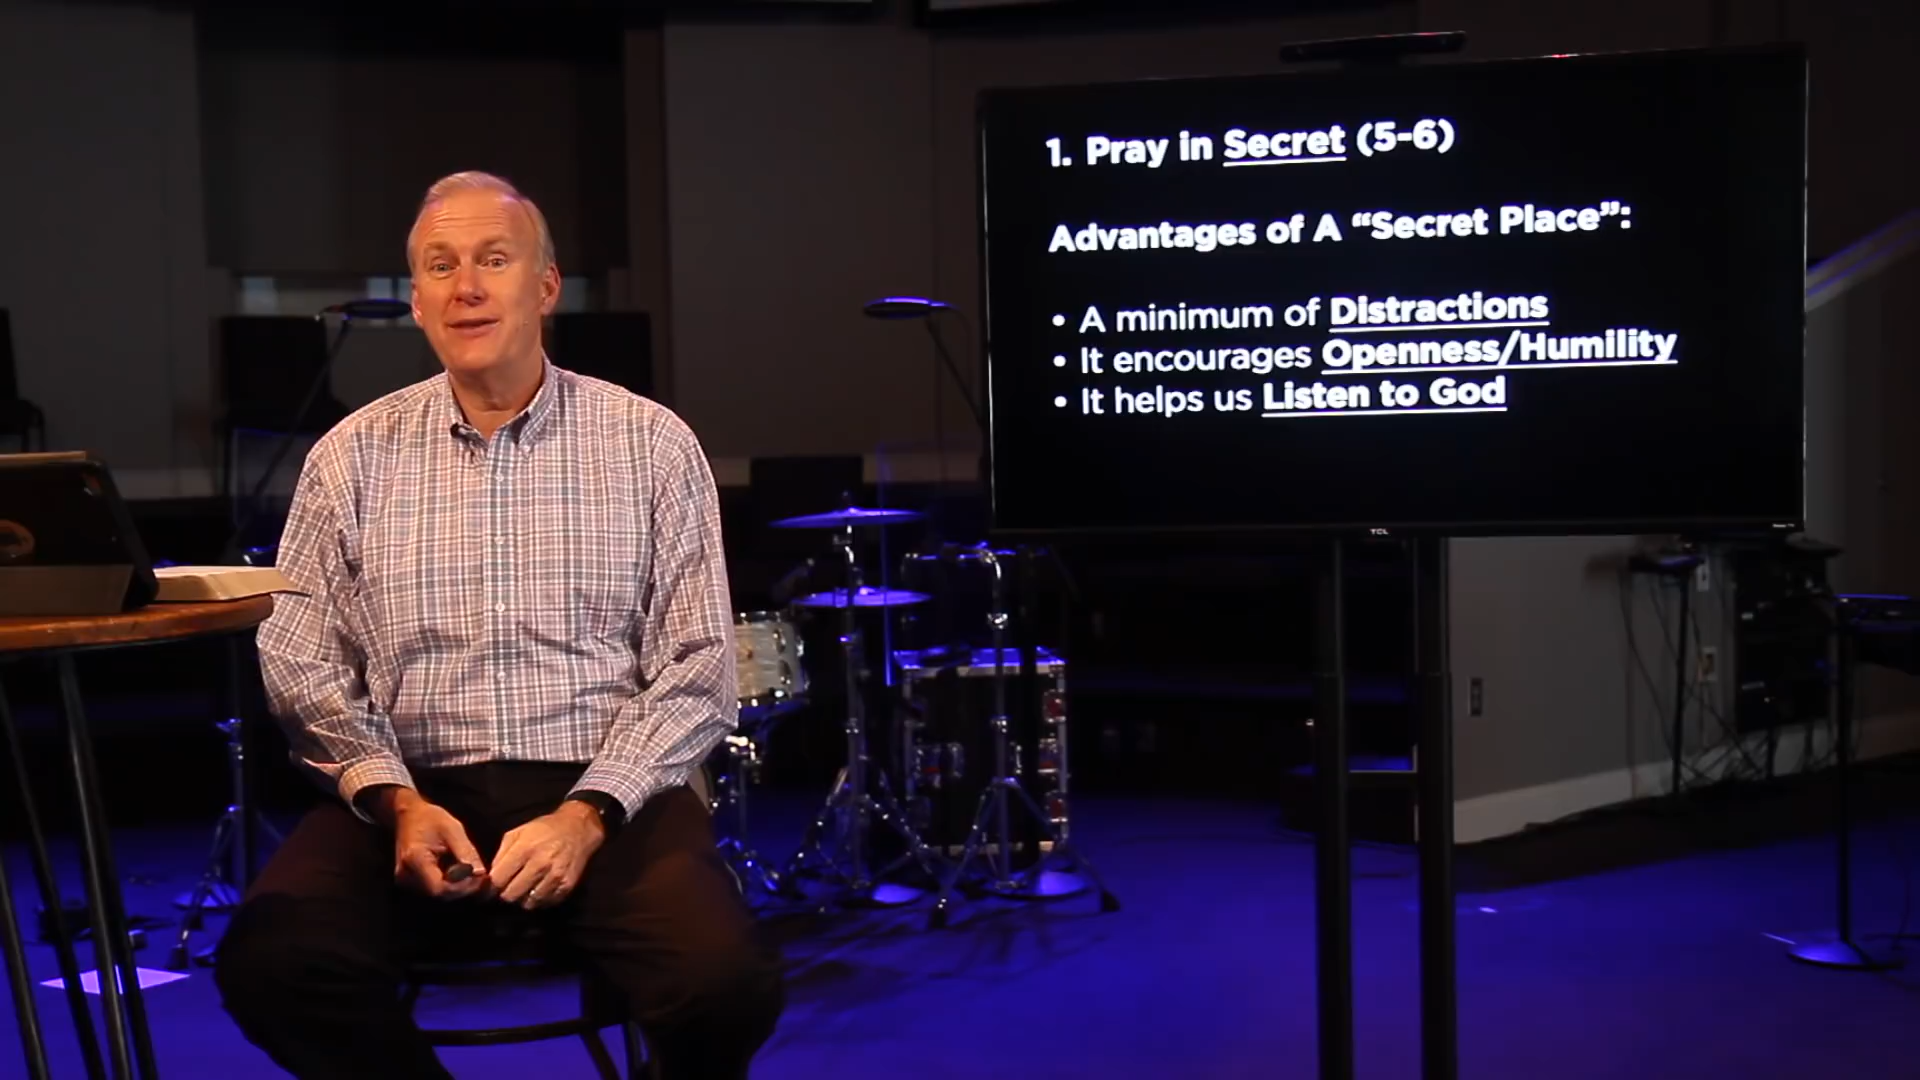 1. Pray in Secret (5-6)
Advantages of A “Secret Place”:
• A minimum of Distractions
• It encourages Openness/Humility
• It helps us Listen to God
TCL